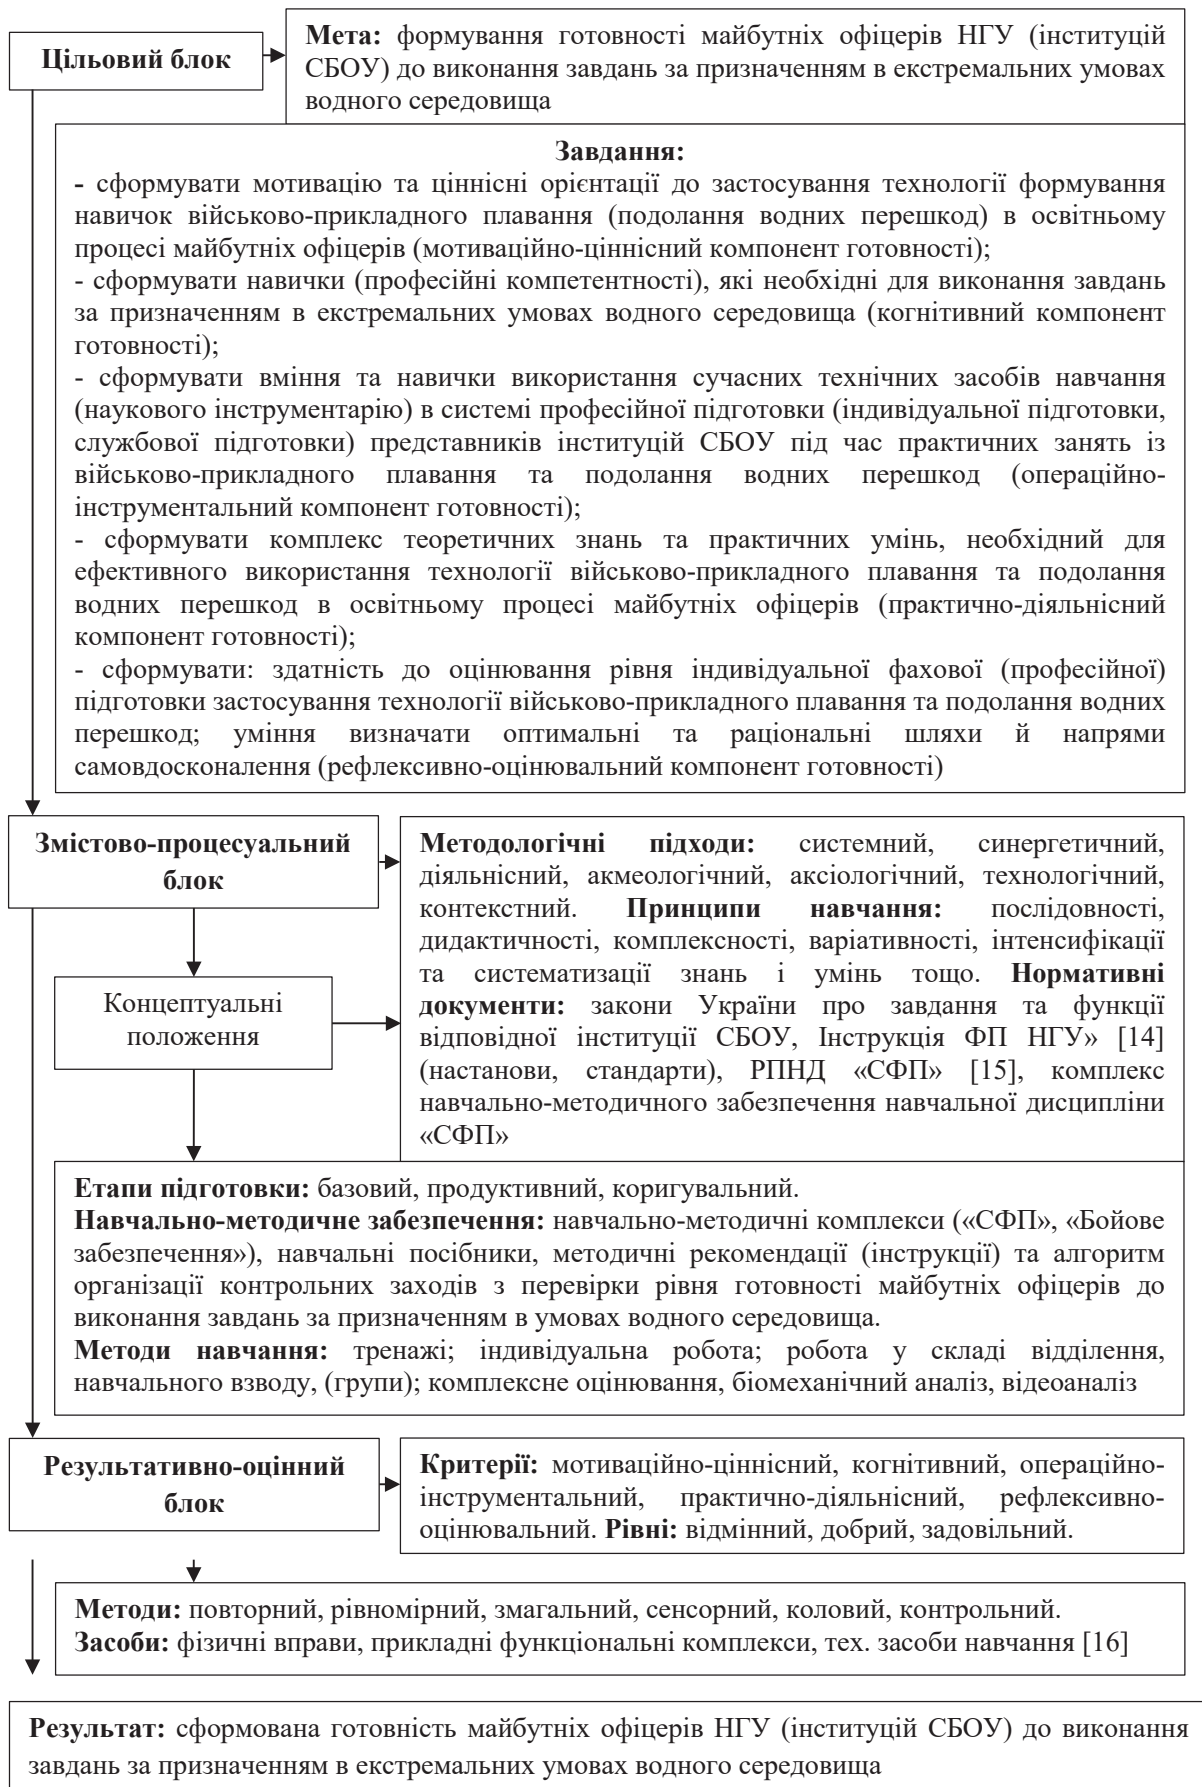 Цільовий блок
Мета: формування готовності майбутніх офіцерів НГУ (інституцій
СБОУ) до виконання завдань за призначенням в екстремальних умовах
водного середовища
Завдання:
- сформувати мотивацію та ціннісні орієнтації до застосування технології формування
навичок військово-прикладного плавання (подолання водних перешкод) в освітньому
процесі майбутніх офіцерів (мотиваційно-ціннісний компонент готовності);
- сформувати навички (професійні компетентності), які необхідні для виконання завдань
за призначенням в екстремальних умовах водного середовища (когнітивний компонент
готовності);
- сформувати вміння та навички використання сучасних технічних засобів навчання
(наукового інструментарію) в системі професійної підготовки (індивідуальної підготовки,
службової підготовки) представників інституцій СБОУ під час практичних занять із
військово-прикладного плавання та подолання водних перешкод (операційно-
інструментальний компонент готовності);
- сформувати комплекс теоретичних знань та практичних умінь, необхідний для
ефективного використання технології військово-прикладного плавання та подолання
водних перешкод в освітньому процесі майбутніх офіцерів (практично-діяльнісний
компонент готовності);
- сформувати: здатність до оцінювання рівня індивідуальної фахової (професійної)
підготовки застосування технології військово-прикладного плавання та подолання водних
перешкод; уміння визначати оптимальні та раціональні шляхи й напрями
самовдосконалення (рефлексивно-оцінювальний компонент готовності)
Змістово-процесуальний
блок
Методологічні підходи: системний, синергетичний,
діяльнісний, акмеологічний, аксіологічний, технологічний,
контекстний. Принципи навчання: послідовності,
дидактичності, комплексності, варіативності, інтенсифікації
та систематизації знань і умінь тощо. Нормативні
документи: закони України про завдання та функції
відповідної інституції СБОУ, Інструкція ФП НГУ» [14]
(настанови, стандарти), РПНД «СФП» [15], комплекс
навчально-методичного забезпечення навчальної дисципліни
«СФП»
Концептуальні
положення
Етапи підготовки: базовий, продуктивний, коригувальний.
Навчально-методичне забезпечення: навчально-методичні комплекси («СФП», «Бойове
забезпечення»), навчальні посібники, методичні рекомендації (інструкції) та алгоритм
організації контрольних заходів з перевірки рівня готовності майбутніх офіцерів до
виконання завдань за призначенням в умовах водного середовища.
Методи навчання: тренажі; індивідуальна робота; робота у складі відділення,
навчального взводу, (групи); комплексне оцінювання, біомеханічний аналіз, відеоаналіз
Результативно-оцінний
блок
Критерії: мотиваційно-ціннісний, когнітивний, операційно-
інструментальний, практично-діяльнісний, рефлексивно-
оцінювальний. Рівні: відмінний, добрий, задовільний.
Методи: повторний, рівномірний, змагальний, сенсорний, коловий, контрольний.
Засоби: фізичні вправи, прикладні функціональні комплекси, тех. засоби навчання [16]
Результат: сформована готовність майбутніх офіцерів НГУ (інституцій СБОУ) до виконання
завдань за призначенням в екстремальних умовах водного середовища